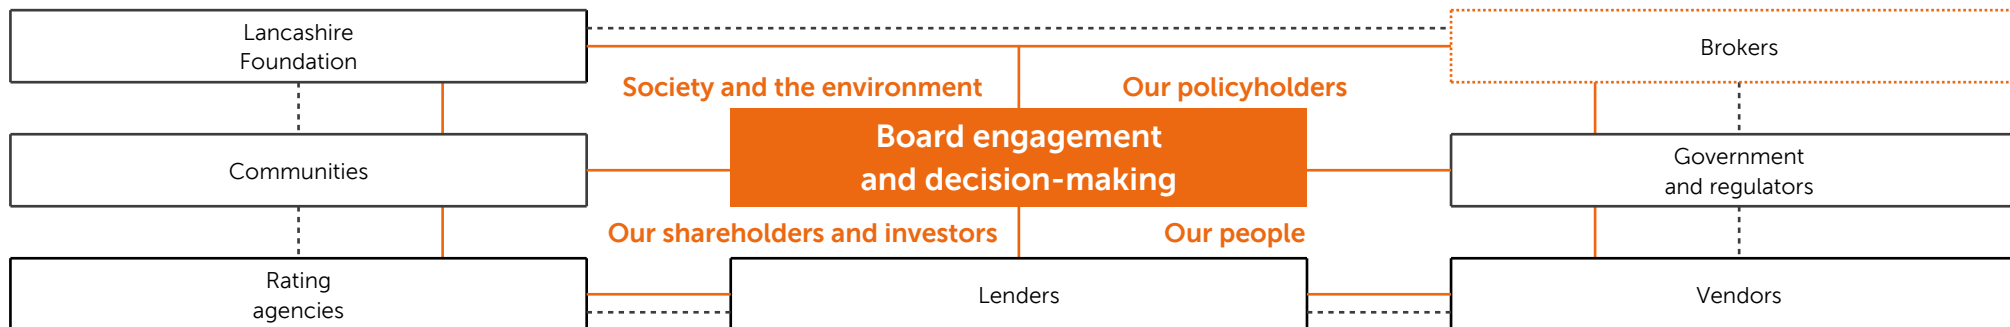 Lancashire
Foundation
Brokers
Society and the environment
Our policyholders
Board engagement
and decision-making
Communities
Government
and regulators
Our shareholders and investors
Our people
Rating
agencies
Lenders
Vendors